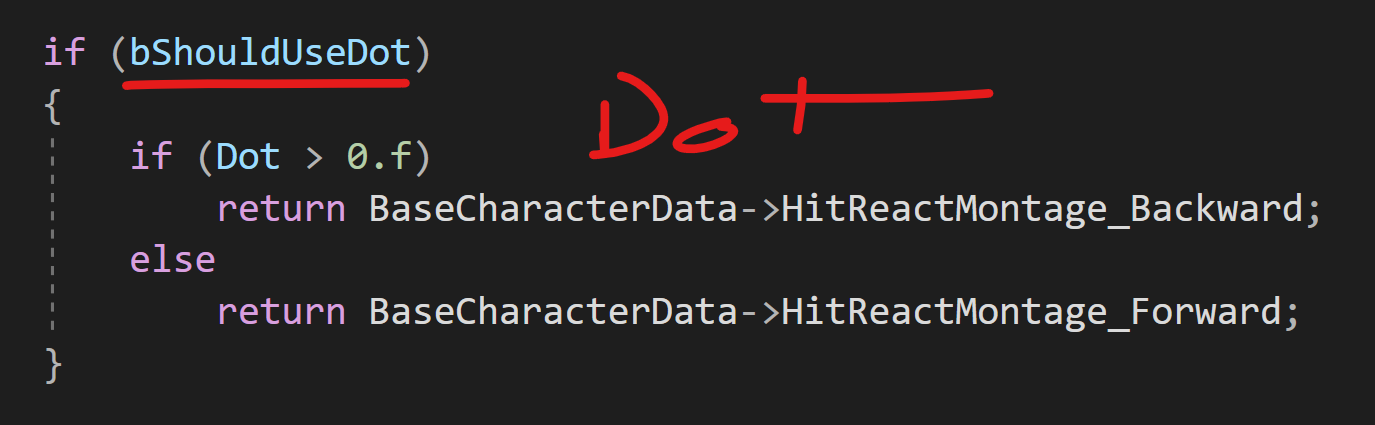 if (bShouldUseDot)
{
Dot
if (Dot > 0.f)
return BaseCharacterData->HitReactMontage_Backward;
else
return BaseCharacterData->HitReactMontage_Forward;
}